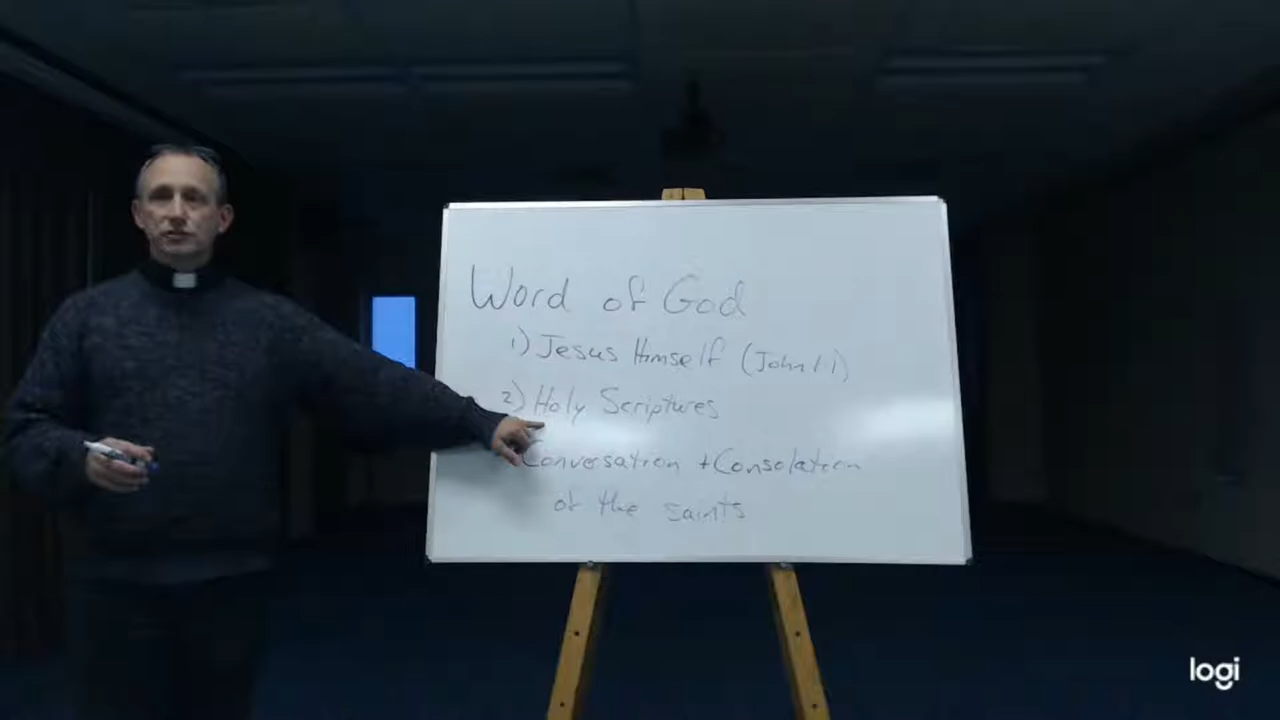 Word of God
1) Jesus Himself (John 1:1)
2) Holy Scriptures
Conversation + Consolation
of the saints
logi